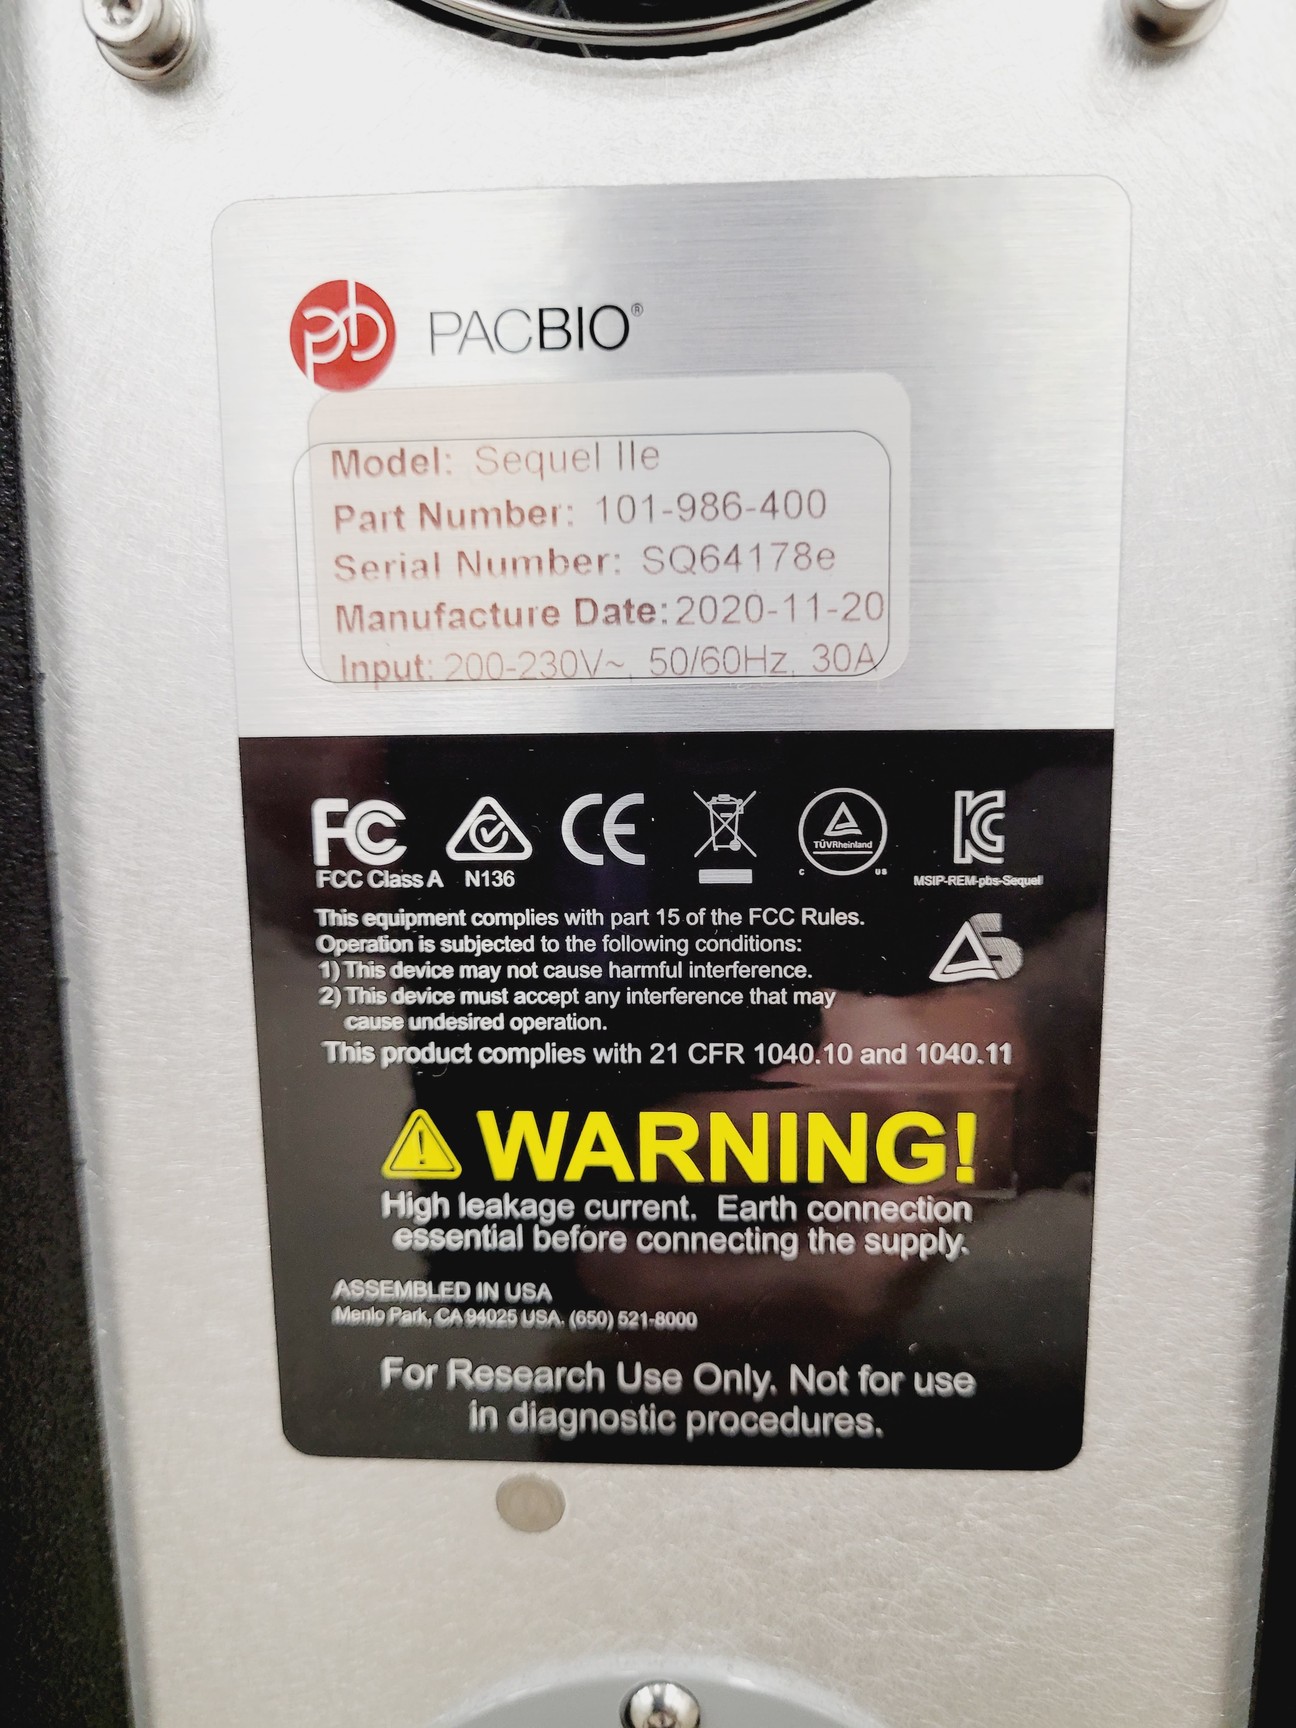 pb PACBIO®
Model: Sequel IIe
Part Number: 101-986-400
Serial Number: SQ64178e
Manufacture Date: 2020-11-20
Input: 200-230V~, 50/60Hz, 30A
FC CE TÜVRheinland KC
C US
FCC Class A N136 MSIP-REM-pbs-Sequel
This equipment complies with part 15 of the FCC Rules.
Operation is subjected to the following conditions:
1) This device may not cause harmful interference.
2) This device must accept any interference that may
cause undesired operation.
S
This product complies with 21 CFR 1040.10 and 1040.11
! WARNING!
High leakage current. Earth connection
essential before connecting the supply.
ASSEMBLED IN USA
Menlo Park, CA 94025 USA. (650) 521-8000
For Research Use Only. Not for use
in diagnostic procedures.